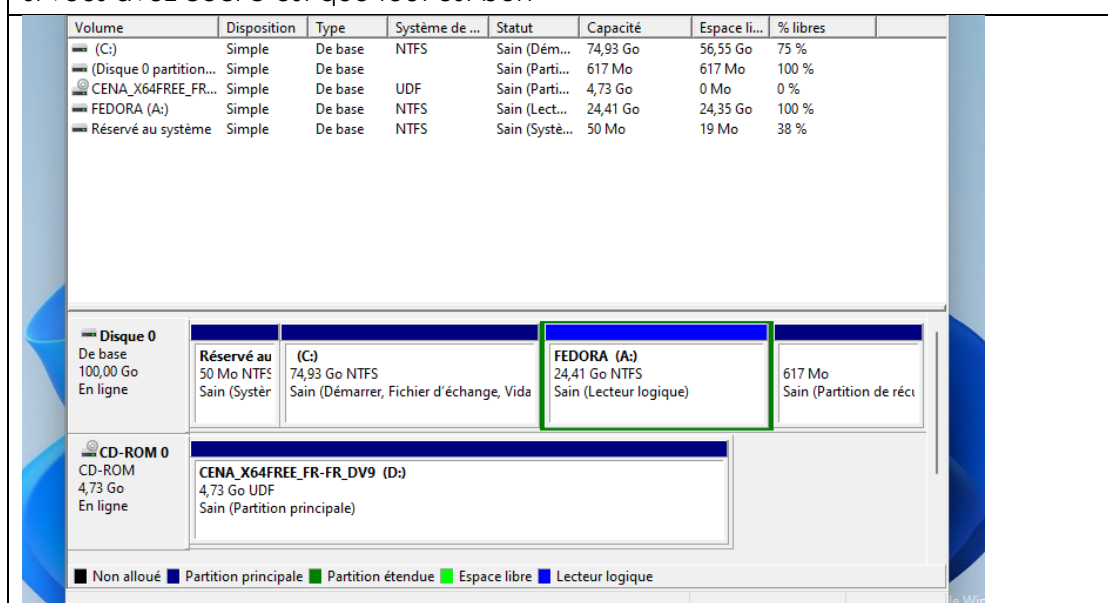 Volume Disposition Type Système de ... Statut Capacité Espace li... % libres
(C:) Simple De base NTFS Sain (Dém... 74,93 Go 56,55 Go 75 %
(Disque 0 partition... Simple De base Sain (Parti... 617 Mo 617 Mo 100 %
CENA_X64FREE_FR... Simple De base UDF Sain (Parti... 4,73 Go 0 Mo 0 %
FEDORA (A:) Simple De base NTFS Sain (Lect... 24,41 Go 24,35 Go 100 %
Réservé au système Simple De base NTFS Sain (Systè... 50 Mo 19 Mo 38 %
Disque 0
De base
100,00 Go
En ligne
Réservé au
50 Mo NTFS
Sain (Systèr
(C:)
74,93 Go NTFS
Sain (Démarrer, Fichier d'échange, Vida
FEDORA (A:)
24,41 Go NTFS
Sain (Lecteur logique)
617 Mo
Sain (Partition de récu
CD-ROM 0
CD-ROM
4,73 Go
En ligne
CENA_X64FREE_FR-FR_DV9 (D:)
4,73 Go UDF
Sain (Partition principale)
Non alloué Partition principale Partition étendue Espace libre Lecteur logique